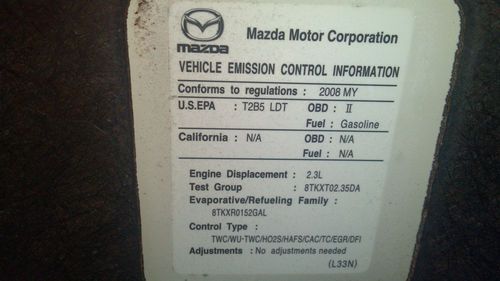 mazda
Mazda Motor Corporation
VEHICLE EMISSION CONTROL INFORMATION
Conforms to regulations : 2008 MY
U.S.EPA : T2B5 LDT OBD : II
Fuel : Gasoline
California : N/A OBD : N/A
Fuel : N/A
Engine Displacement : 2.3L
Test Group : 8TKXT02.35DA
Evaporative/Refueling Family :
8TKXR0152GAL
Control Type :
TWC/WU-TWC/HO2S/HAFS/CAC/TC/EGR/DFI
Adjustments : No adjustments needed
(L33N)